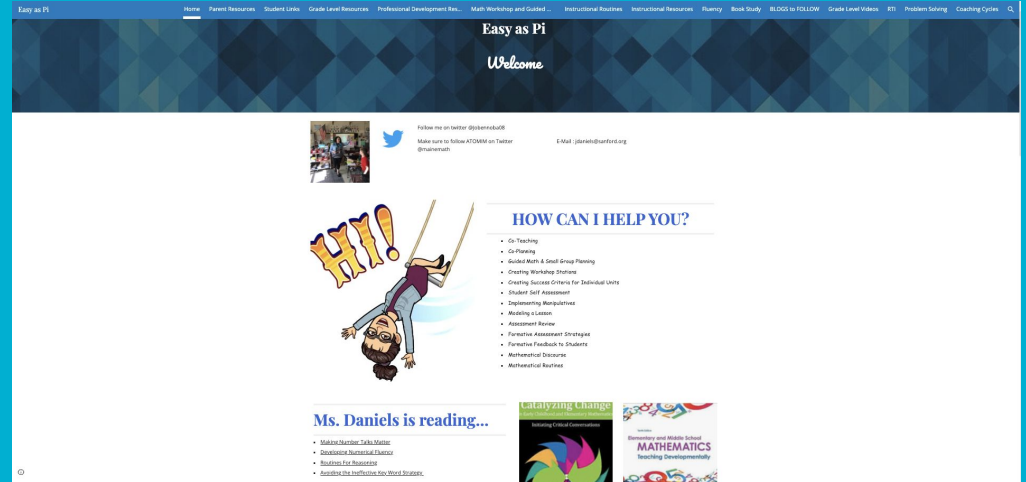 Easy as Pi
Home Parent Resources Student Links Grade Level Resources Professional Development Res... Math Workshop and Guided ... Instructional Routines Instructional Resources Fluency Book Study BLOGS to FOLLOW Grade Level Videos RTI Problem Solving Coaching Cycles
Easy as Pi
Welcome
Follow me on twitter @Jobennoba08
Make sure to follow ATOMIM on Twitter
@mainemath
E-Mail : jdaniels@sanford.org
HI!
HOW CAN I HELP YOU?
Co-Teaching
Co-Planning
Guided Math & Small Group Planning
Creating Workshop Stations
Creating Success Criteria for Individual Units
Student Self Assessment
Implementing Manipulatives
Modeling a Lesson
Assessment Review
Formative Assessment Strategies
Formative Feedback to Students
Mathematical Discourse
Mathematical Routines
Ms. Daniels is reading...
Making Number Talks Matter
Developing Numerical Fluency
Routines For Reasoning
Avoiding the Ineffective Key Word Strategy
Catalyzing Change
in Early Childhood and Elementary Mathematics
Initiating Critical Conversations
Elementary and Middle School
MATHEMATICS
Teaching Developmentally